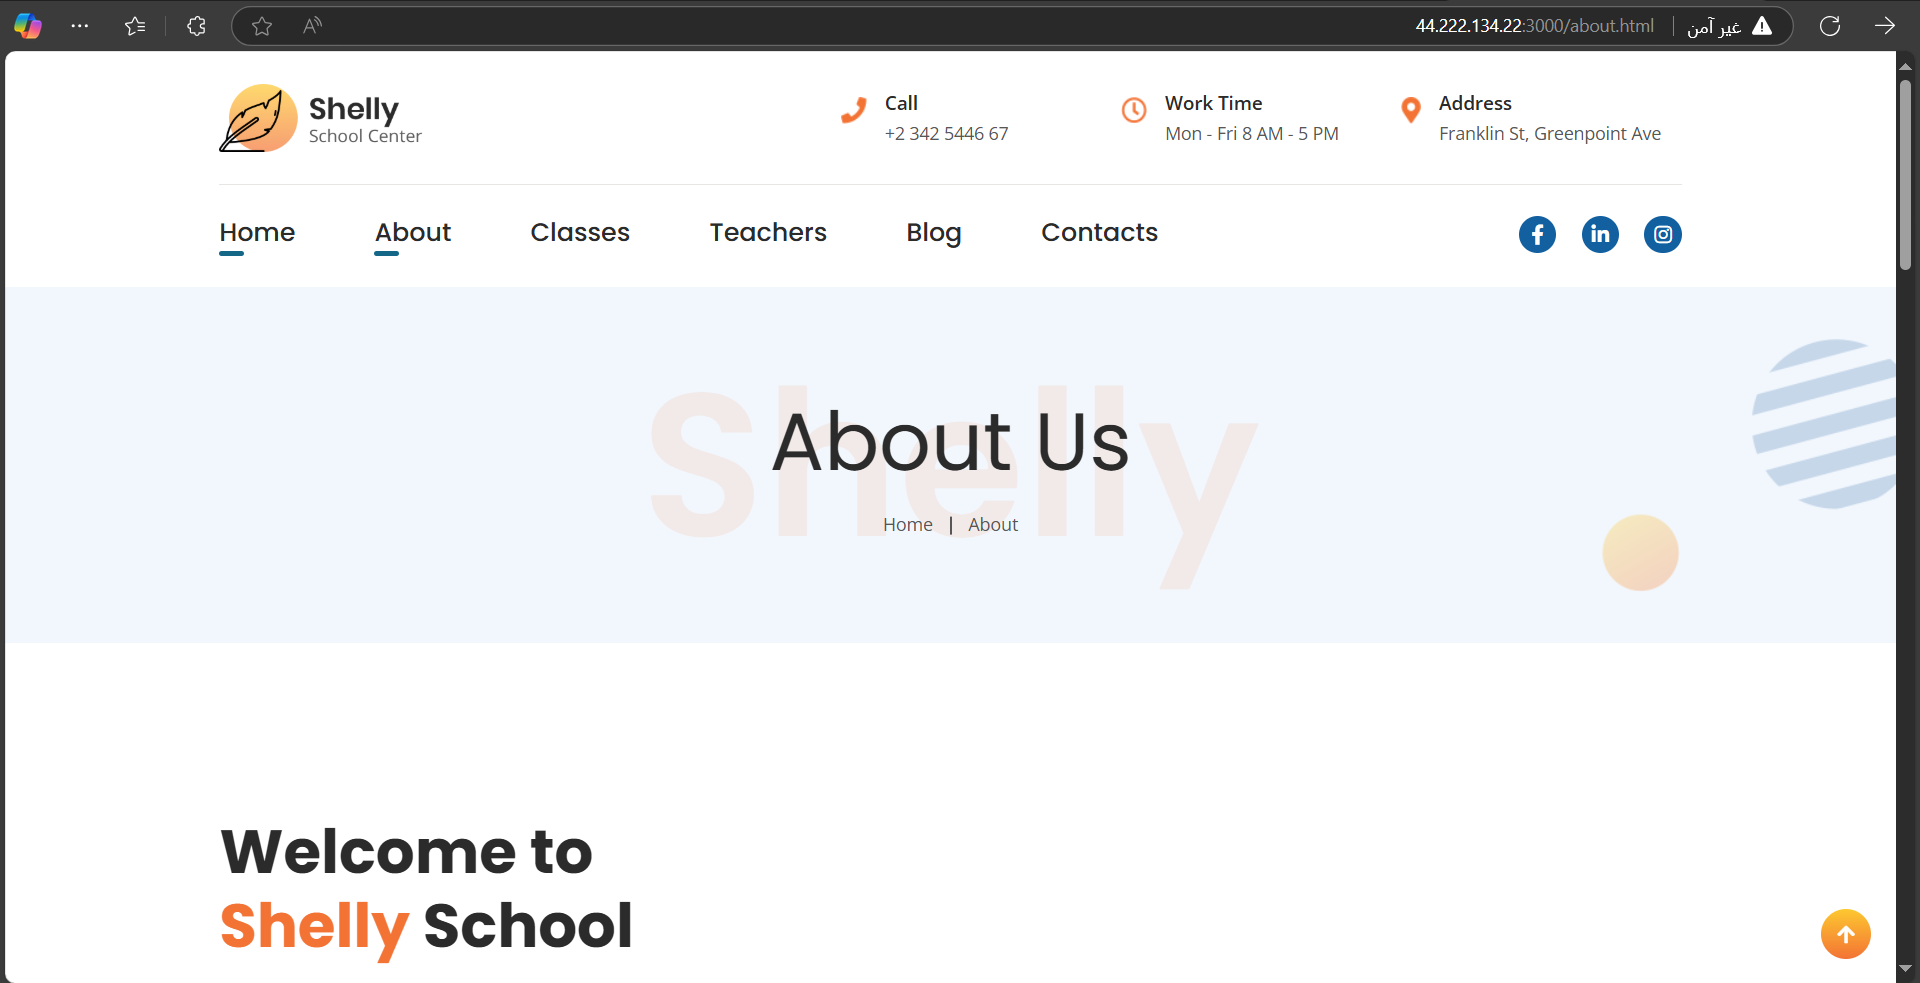 44.222.134.22:3000/about.html
غير آمن
Shelly
School Center
Call
+2 342 5446 67
Work Time
Mon - Fri 8 AM - 5 PM
Address
Franklin St, Greenpoint Ave
Home
About
Classes
Teachers
Blog
Contacts
Shelly
About Us
Home | About
Welcome to
Shelly School